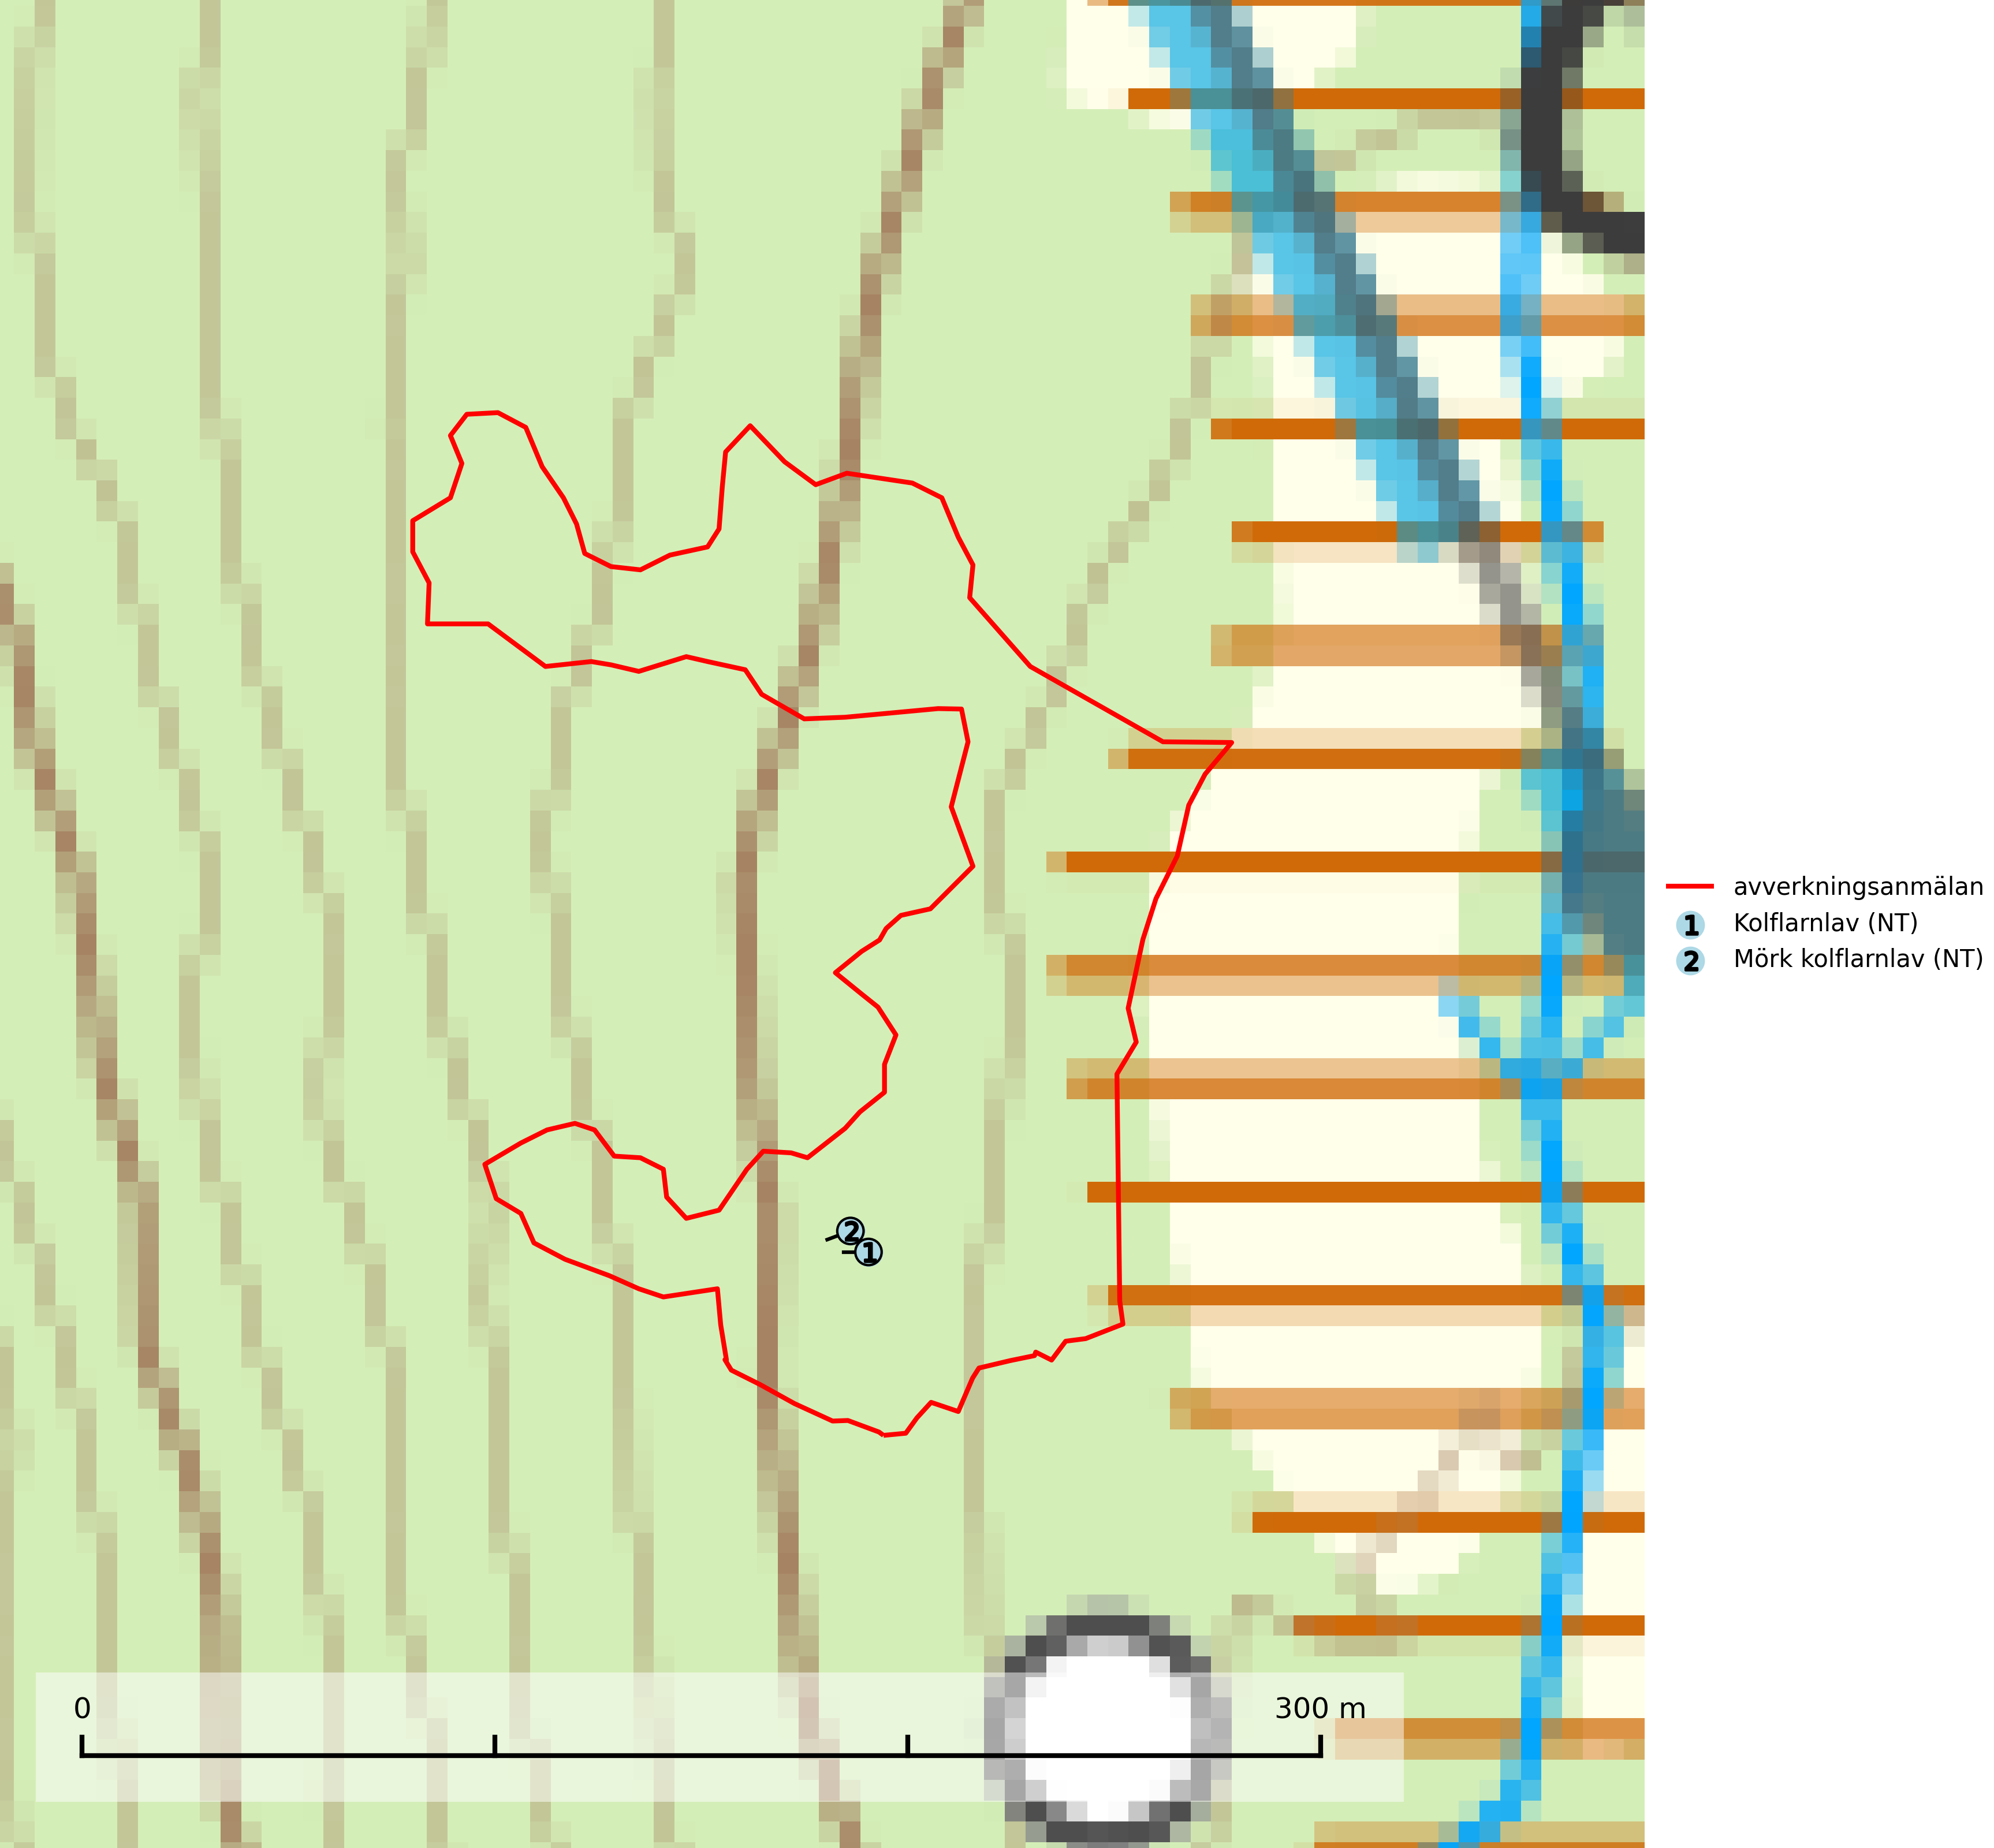 avverkningsanmälan
1 Kolflarnlav (NT)
2 Mörk kolflarnlav (NT)
2
1
0 300 m